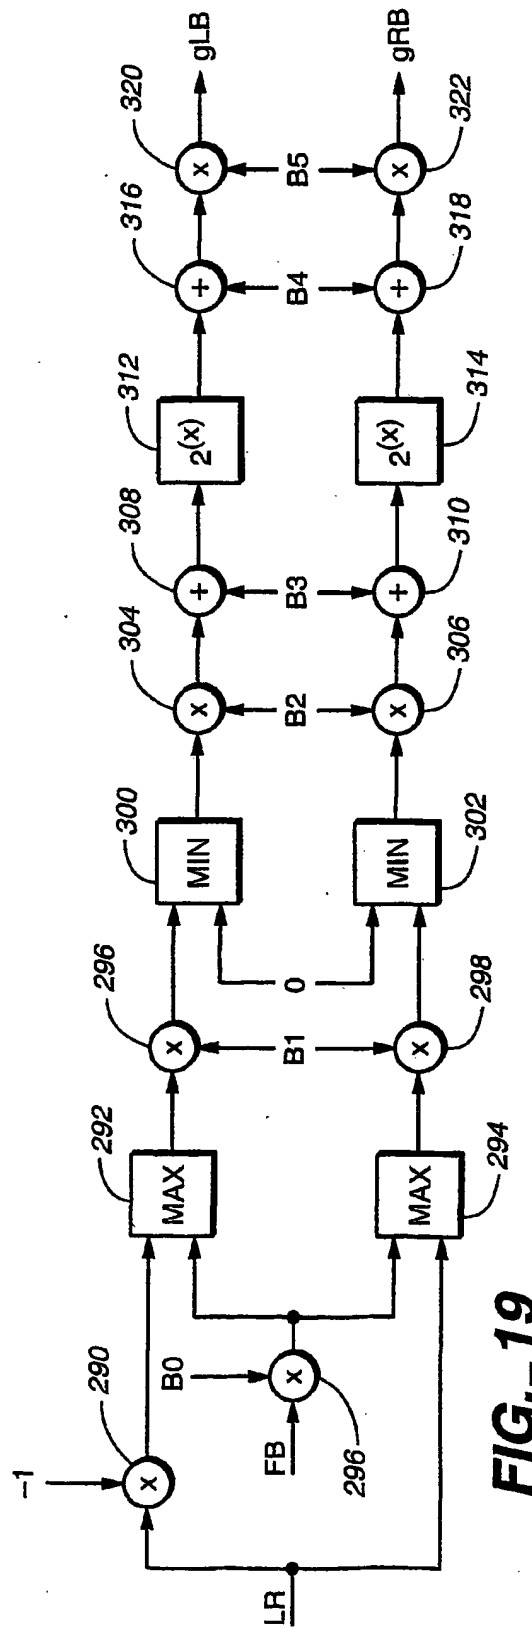 -1
290
LR
FB
B0
x
x
296
292
MAX
MAX
294
296
x
B1
x
298
0
300
MIN
MIN
302
304
x
B2
x
306
308
+
B3
+
310
312
2(x)
2(x)
314
316
+
B4
+
318
320
x
B5
x
322
gLB
gRB
FIG._19